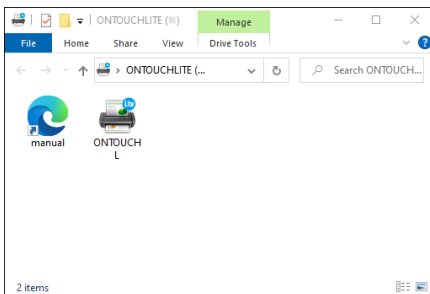 ONTOUCHLITE ( ) Manage
File Home Share View Drive Tools
ONTOUCHLITE (... Search ONTOUCH...
Lite
manual ONTOUCH
L
2 items